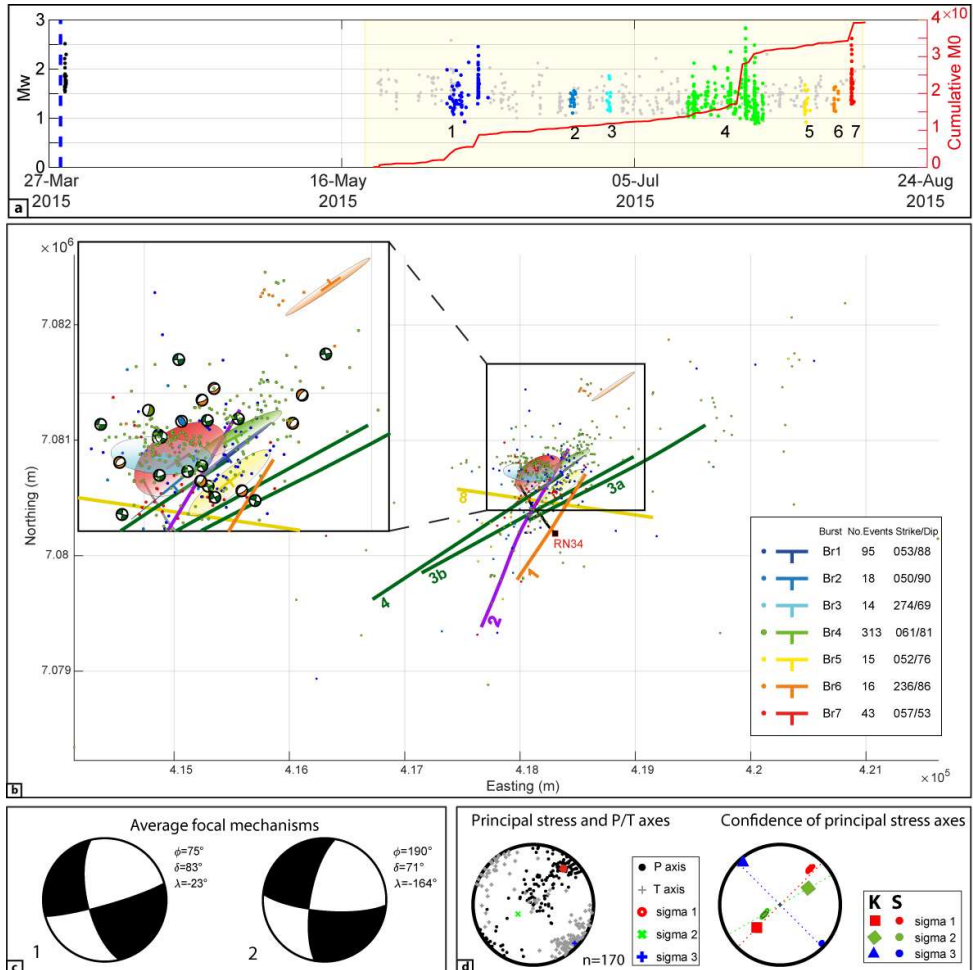 3
2
1
0
Mw
1
2
3
4
5
6
7
4×10
3
2
1
0
Cumulative M0
27-Mar
2015
16-May
2015
05-Jul
2015
24-Aug
2015
a
×10⁶
7.082
7.081
7.08
7.079
Northing (m)
8
3a
3b
4
2
1
RN34
Burst No.Events Strike/Dip
Br1 95 053/88
Br2 18 050/90
Br3 14 274/69
Br4 313 061/81
Br5 15 052/76
Br6 16 236/86
Br7 43 057/53
4.15
4.16
4.17
4.18
4.19
4.2
4.21
× 10⁵
Easting (m)
b
Average focal mechanisms
ϕ=75°
δ=83°
λ=-23°
1
ϕ=190°
δ=71°
λ=-164°
2
c
Principal stress and P/T axes
P axis
T axis
sigma 1
sigma 2
sigma 3
n=170
Confidence of principal stress axes
K S
sigma 1
sigma 2
sigma 3
d